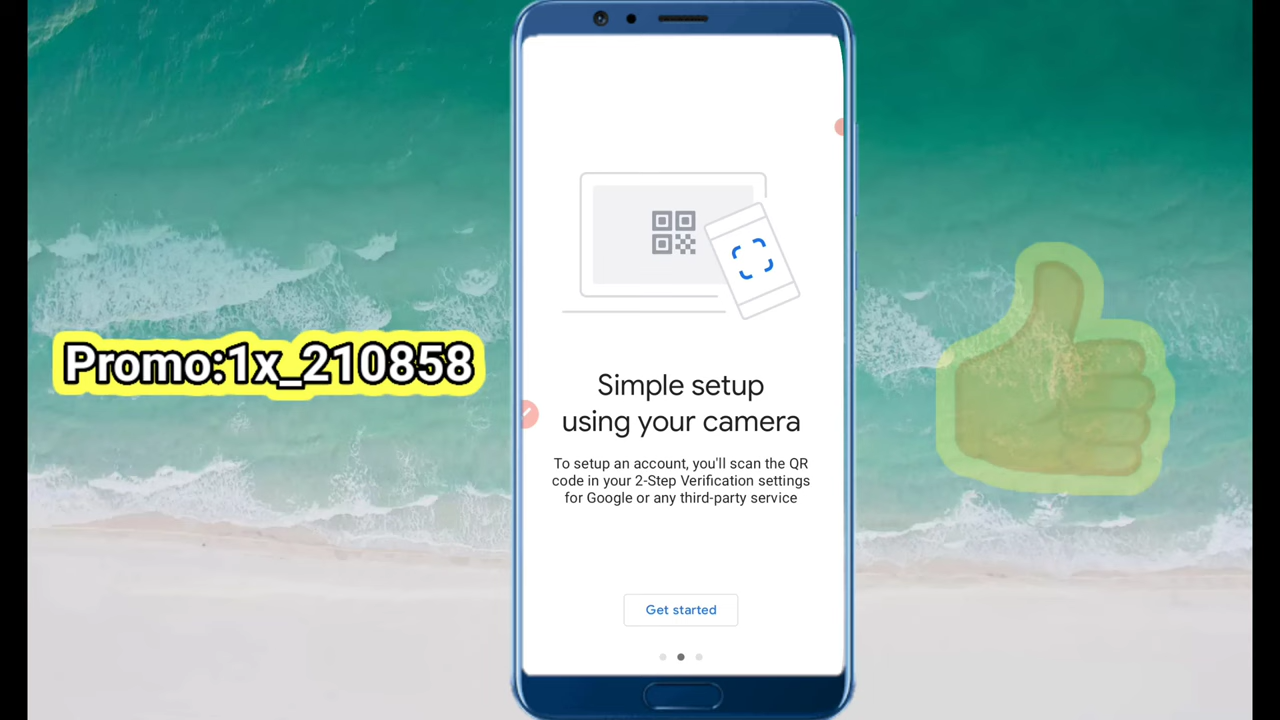 Promo:1x_210858
Simple setup
using your camera
To setup an account, you'll scan the QR
code in your 2-Step Verification settings
for Google or any third-party service
Get started